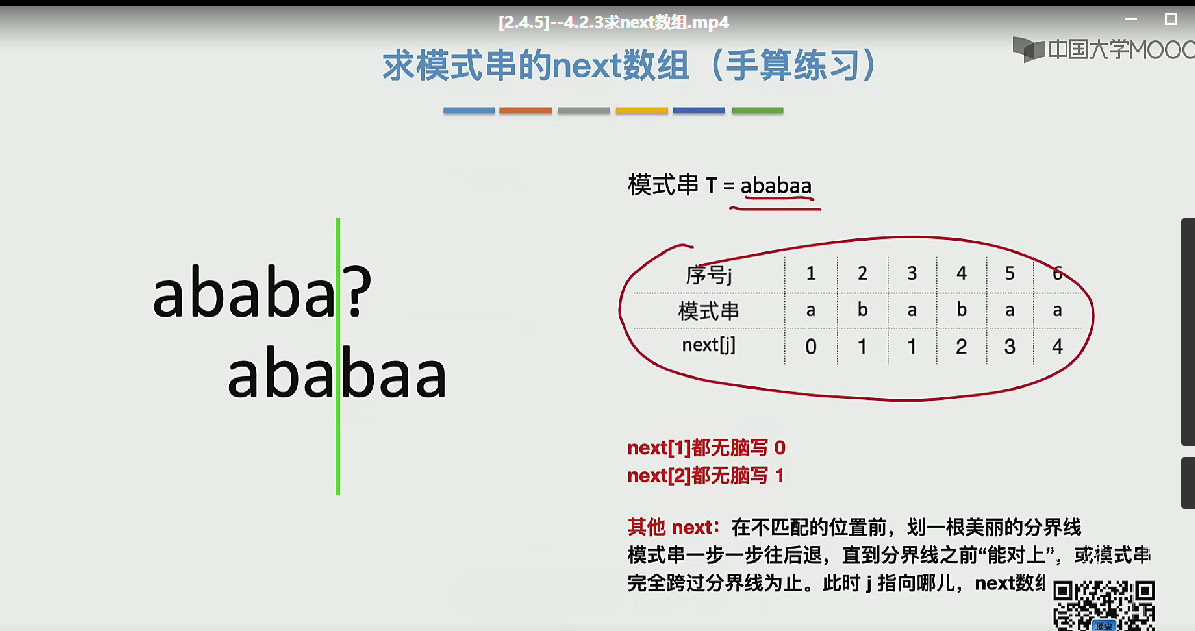 [2.4.5]--4.2.3求next数组.mp4
中国大学MOOC
求模式串的next数组（手算练习）
模式串 T = ababaa
ababa?
ababaa
序号j 1 2 3 4 5 6
模式串 a b a b a a
next[j] 0 1 1 2 3 4
next[1]都无脑写 0
next[2]都无脑写 1
其他 next：在不匹配的位置前，划一根美丽的分界线
模式串一步一步往后退，直到分界线之前“能对上”，或模式串
完全跨过分界线为止。此时 j 指向哪儿，next数